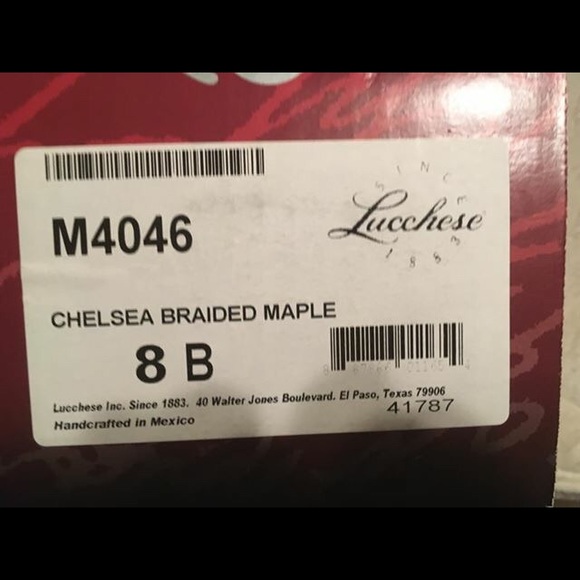 SINCE
Lucchese
1883
M4046
CHELSEA BRAIDED MAPLE
8 B
Lucchese Inc. Since 1883. 40 Walter Jones Boulevard. El Paso, Texas 79906
41787
Handcrafted in Mexico